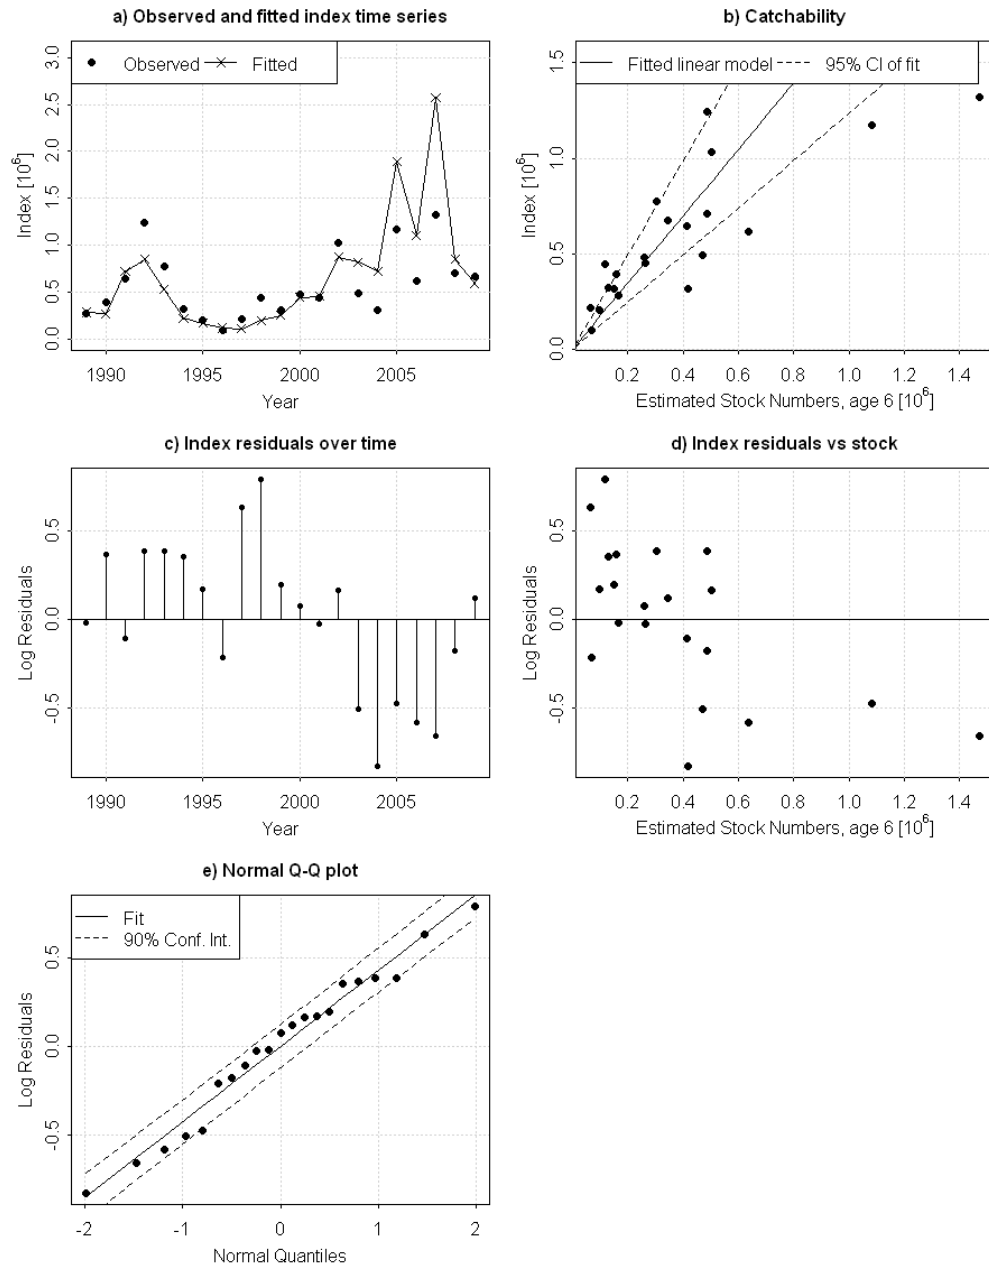 a) Observed and fitted index time series
Observed Fitted
Index [10^6]
0.0 0.5 1.0 1.5 2.0 2.5 3.0
1990 1995 2000 2005
Year
b) Catchability
Fitted linear model 95% CI of fit
Index [10^6]
0.0 0.5 1.0 1.5
0.2 0.4 0.6 0.8 1.0 1.2 1.4
Estimated Stock Numbers, age 6 [10^6]
c) Index residuals over time
Log Residuals
-0.5 0.0 0.5
1990 1995 2000 2005
Year
d) Index residuals vs stock
Log Residuals
-0.5 0.0 0.5
0.2 0.4 0.6 0.8 1.0 1.2 1.4
Estimated Stock Numbers, age 6 [10^6]
e) Normal Q-Q plot
Fit
90% Conf. Int.
Log Residuals
-0.5 0.0 0.5
-2 -1 0 1 2
Normal Quantiles